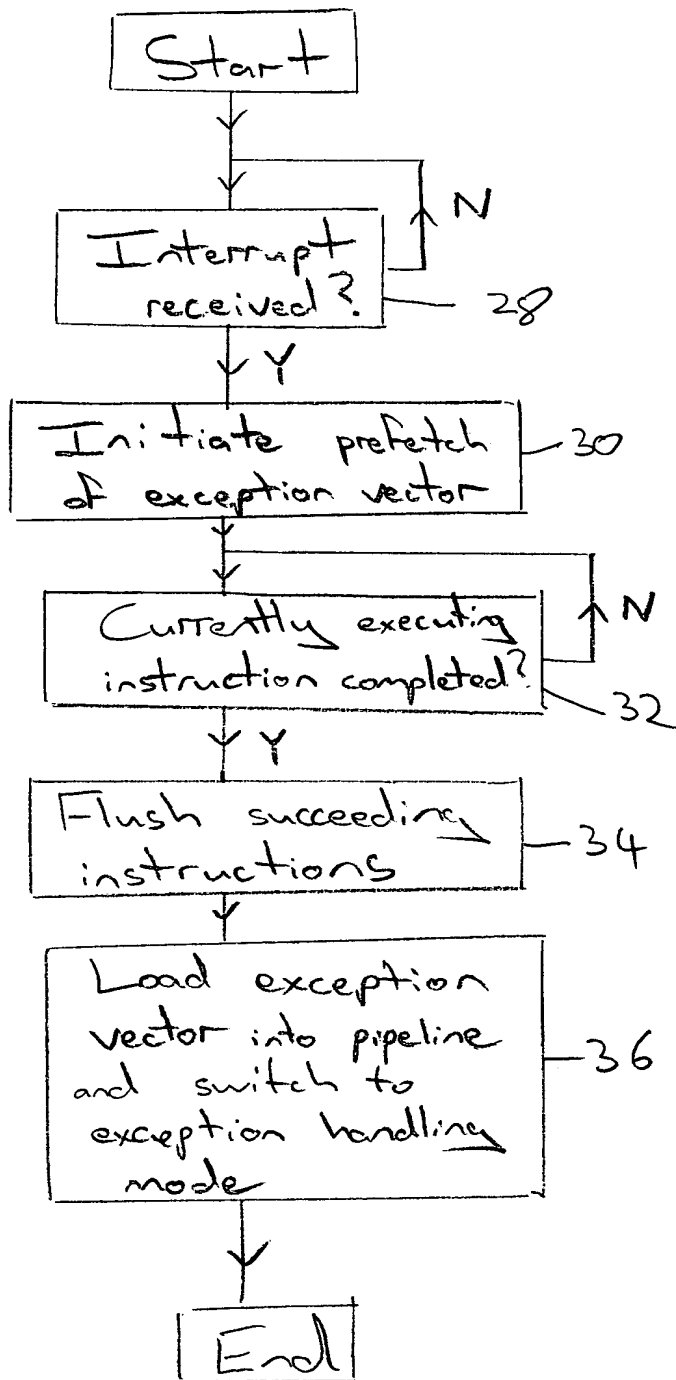 Start
N
Interrupt
received?
28
Y
Initiate prefetch
of exception vector
30
N
Currently executing
instruction completed?
32
Y
Flush succeeding
instructions
34
Load exception
vector into pipeline
and switch to
exception handling
mode
36
End